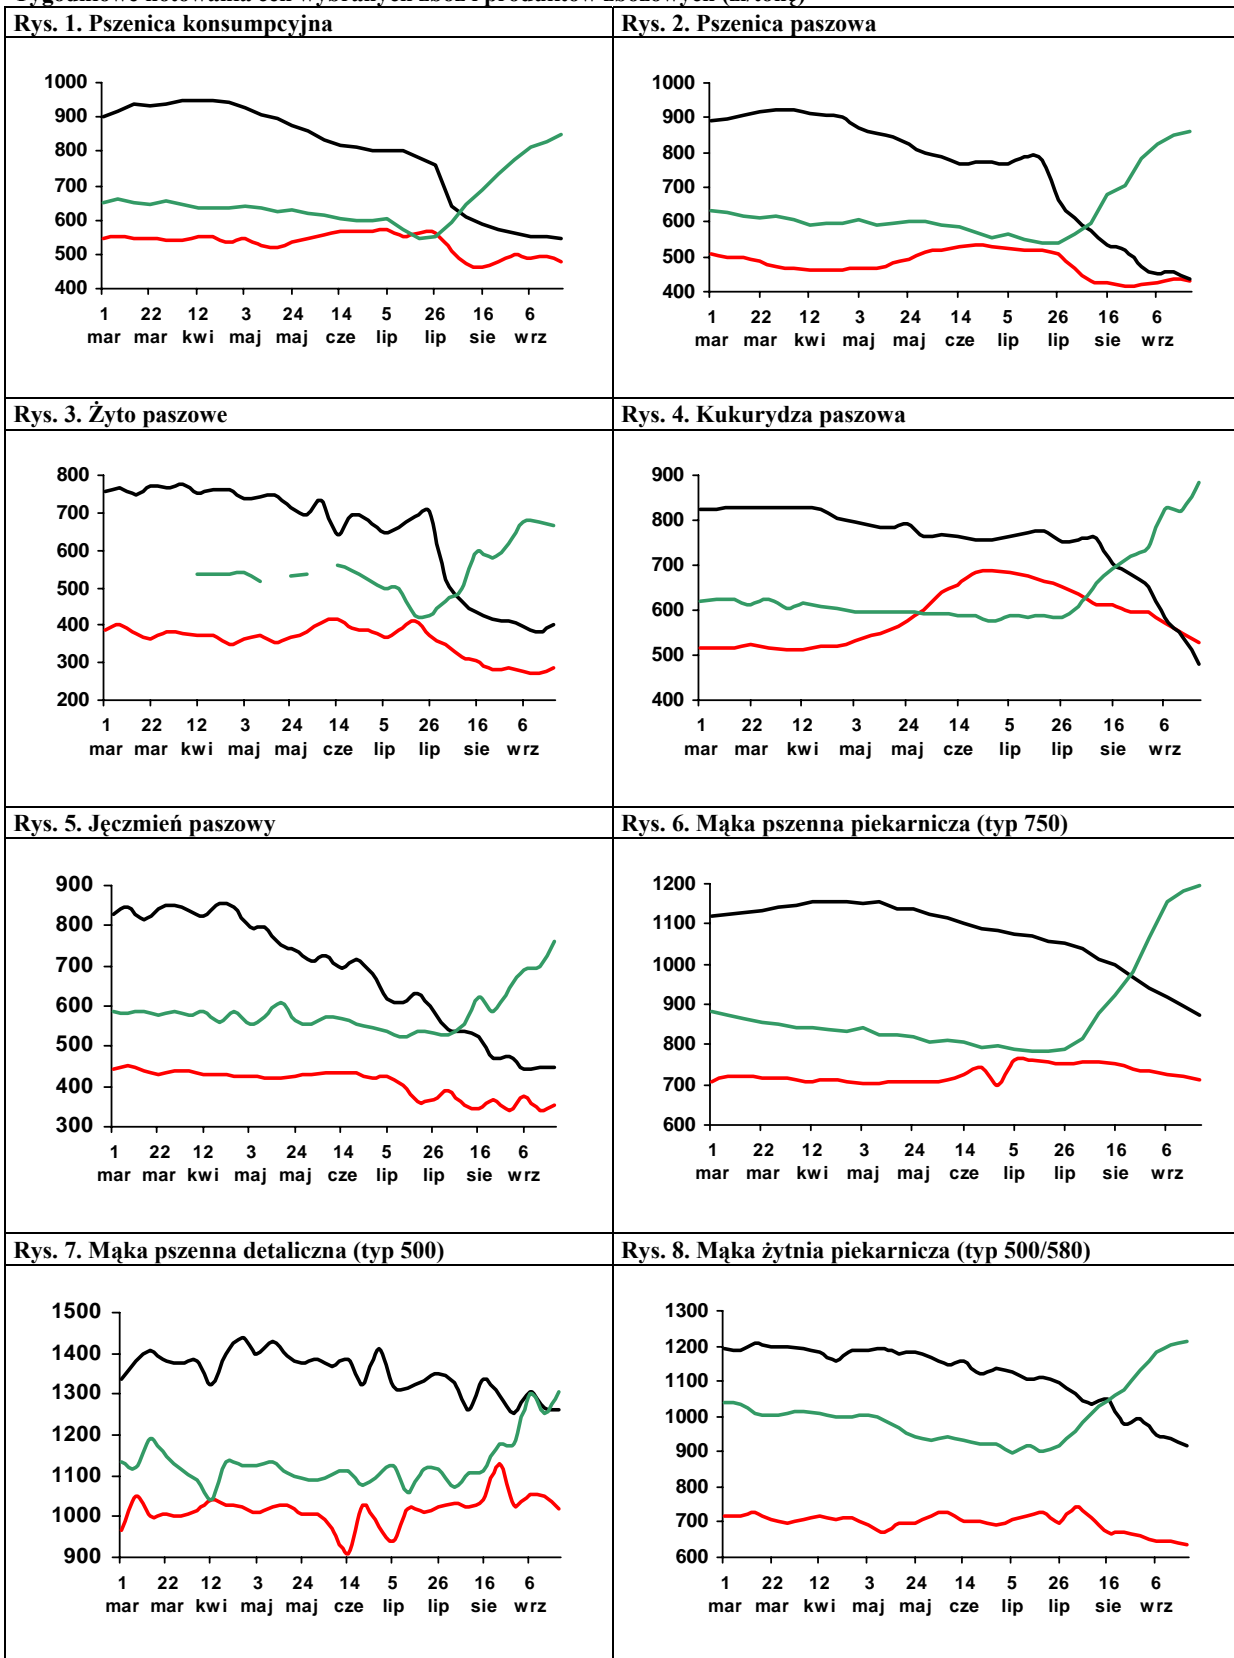 Tygodniowe notowania cen wybranych zbóż i produktów zbożowych (zł/tonę)
Rys. 1. Pszenica konsumpcyjna
1000
900
800
700
600
500
400
1 22 12 3 24 14 5 26 16 6
mar mar kwi maj maj cze lip lip sie wrz
Rys. 2. Pszenica paszowa
1000
900
800
700
600
500
400
1 22 12 3 24 14 5 26 16 6
mar mar kwi maj maj cze lip lip sie wrz
Rys. 3. Żyto paszowe
800
700
600
500
400
300
200
1 22 12 3 24 14 5 26 16 6
mar mar kwi maj maj cze lip lip sie wrz
Rys. 4. Kukurydza paszowa
900
800
700
600
500
400
1 22 12 3 24 14 5 26 16 6
mar mar kwi maj maj cze lip lip sie wrz
Rys. 5. Jęczmień paszowy
900
800
700
600
500
400
300
1 22 12 3 24 14 5 26 16 6
mar mar kwi maj maj cze lip lip sie wrz
Rys. 6. Mąka pszenna piekarnicza (typ 750)
1200
1100
1000
900
800
700
600
1 22 12 3 24 14 5 26 16 6
mar mar kwi maj maj cze lip lip sie wrz
Rys. 7. Mąka pszenna detaliczna (typ 500)
1500
1400
1300
1200
1100
1000
900
1 22 12 3 24 14 5 26 16 6
mar mar kwi maj maj cze lip lip sie wrz
Rys. 8. Mąka żytnia piekarnicza (typ 500/580)
1300
1200
1100
1000
900
800
700
600
1 22 12 3 24 14 5 26 16 6
mar mar kwi maj maj cze lip lip sie wrz